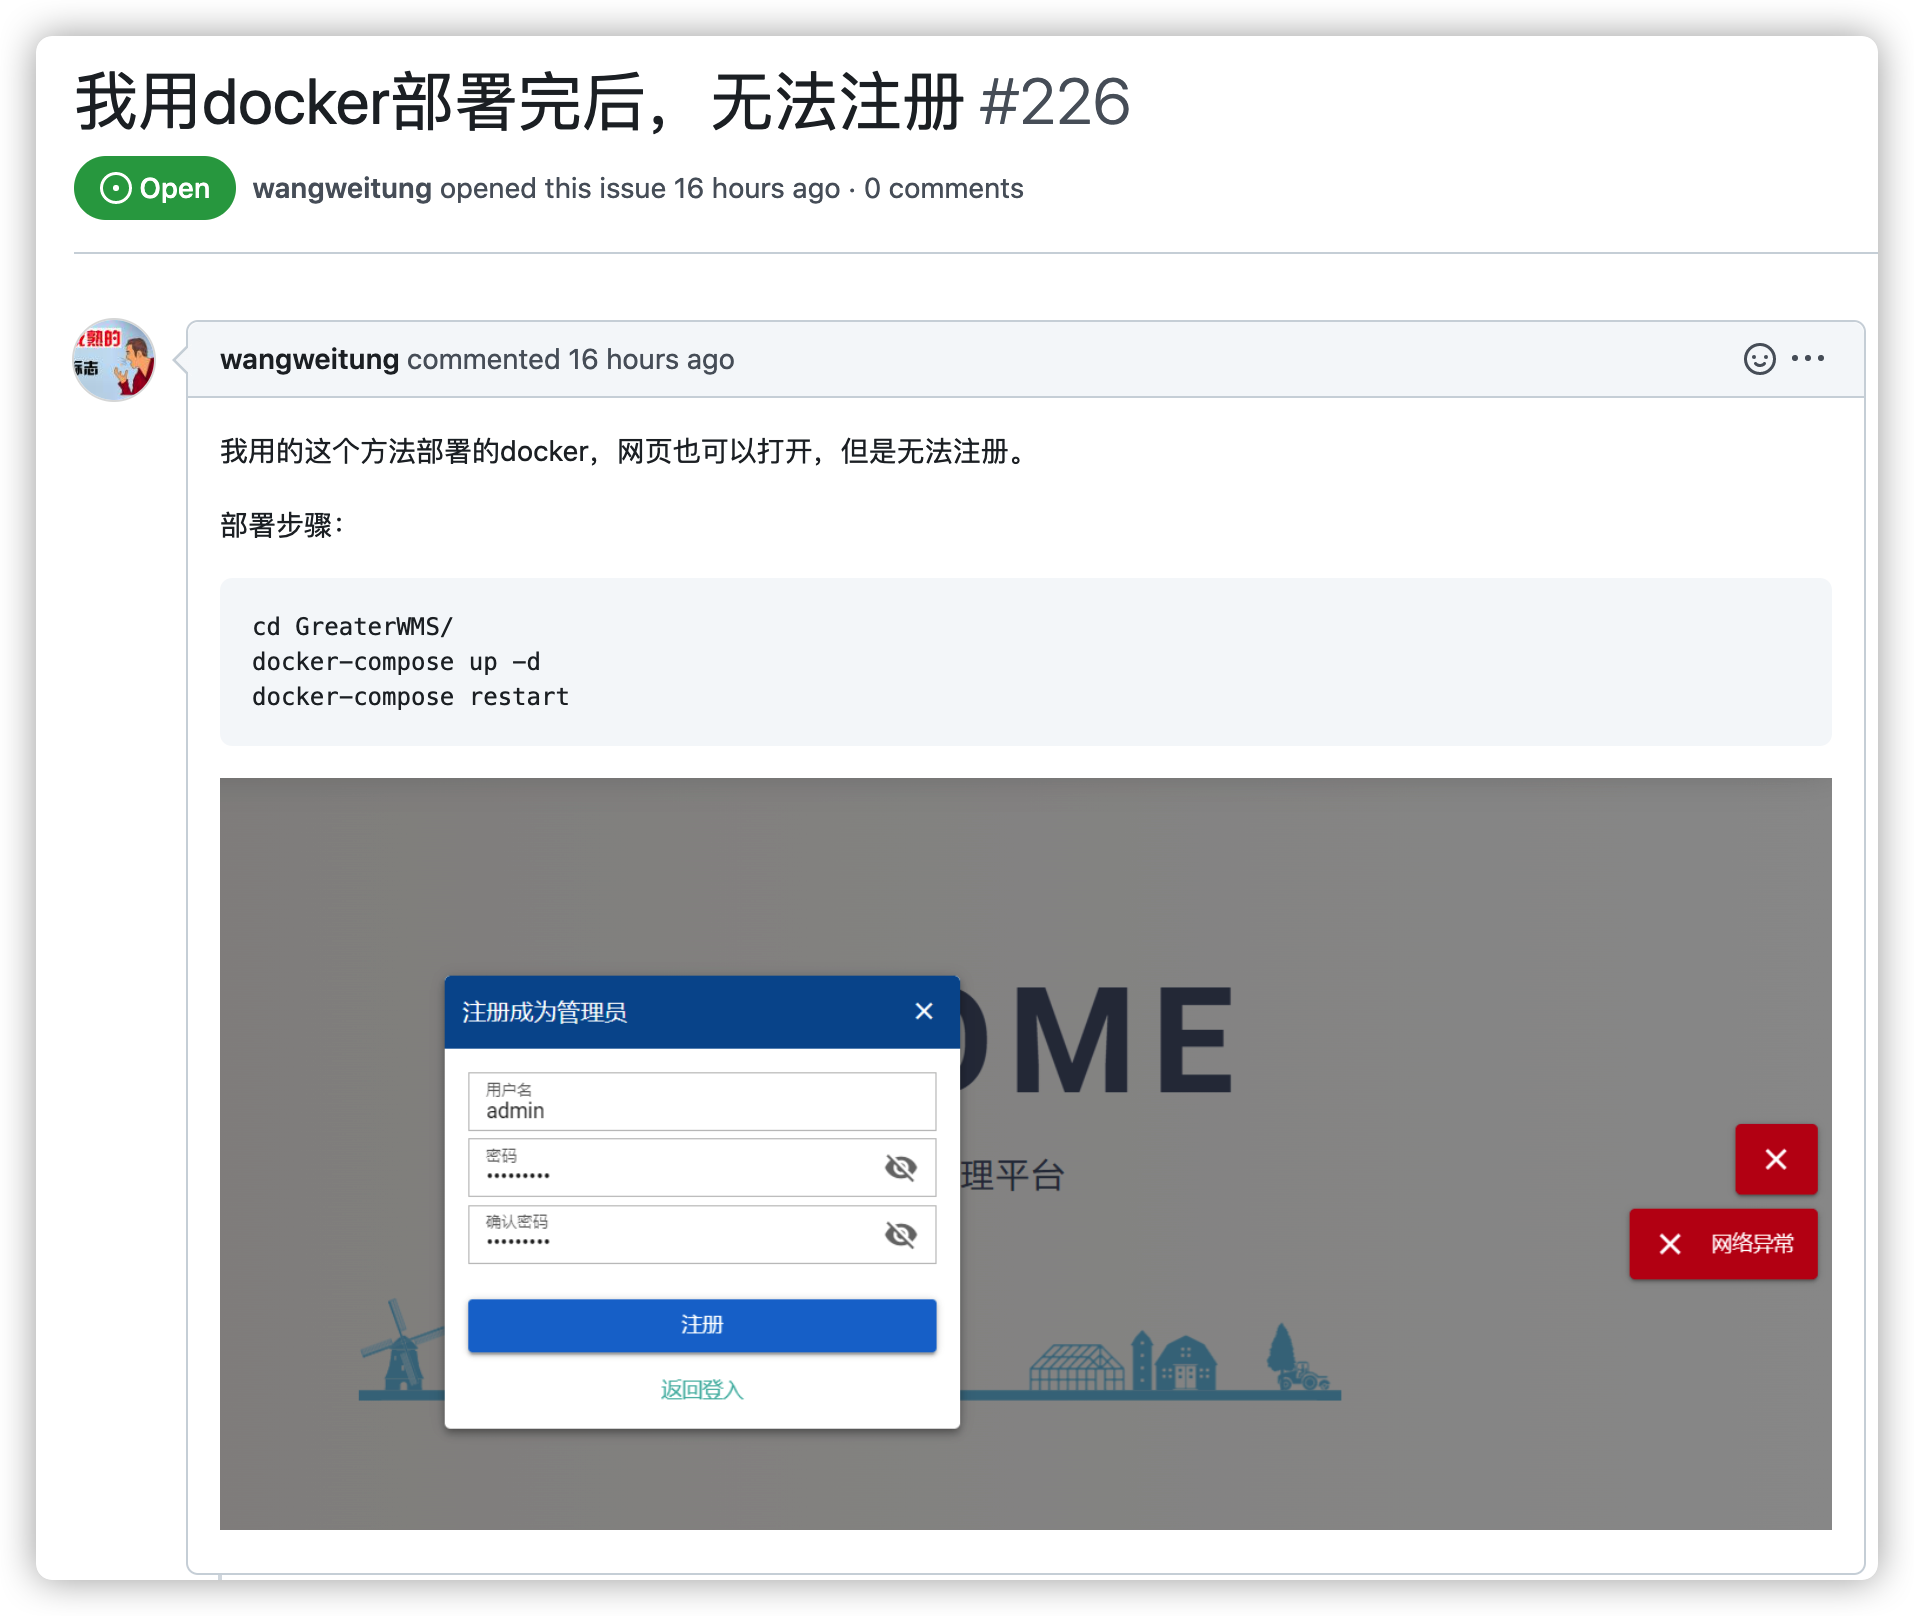 我用docker部署完后，无法注册 #226
Open
wangweitung opened this issue 16 hours ago · 0 comments
熟的
标志
wangweitung commented 16 hours ago
我用的这个方法部署的docker，网页也可以打开，但是无法注册。
部署步骤：
cd GreaterWMS/
docker-compose up -d
docker-compose restart
OME
理平台
注册成为管理员
用户名
admin
密码
确认密码
注册
返回登入
网络异常